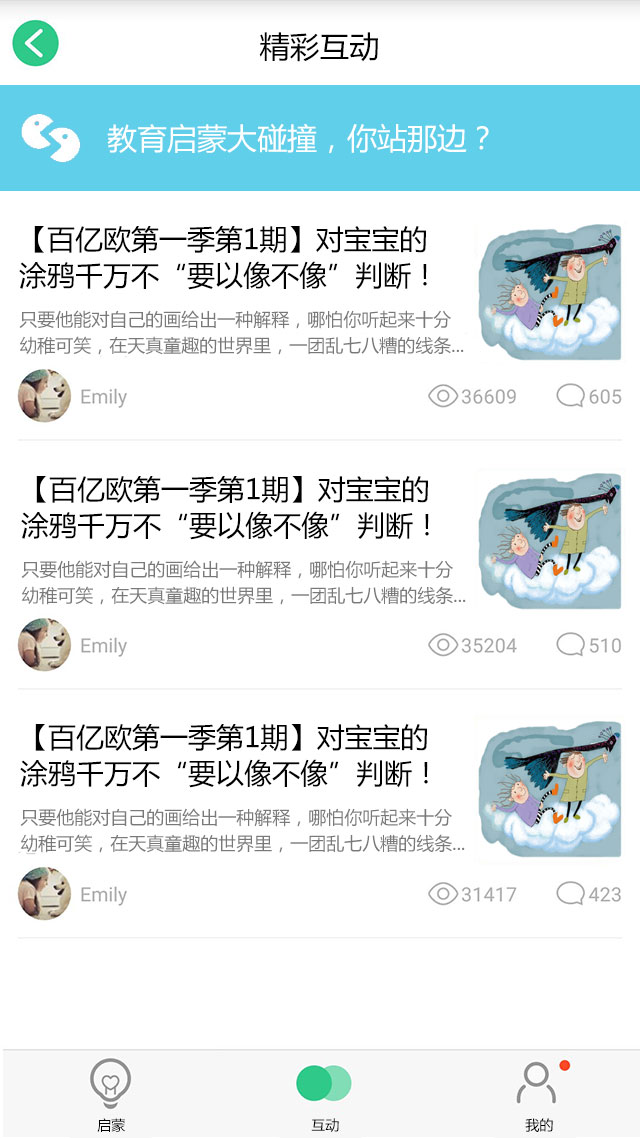 精彩互动
教育启蒙大碰撞，你站那边？
【百亿欧第一季第1期】对宝宝的
涂鸦千万不“要以像不像”判断！
只要他能对自己的画给出一种解释，哪怕你听起来十分
幼稚可笑，在天真童趣的世界里，一团乱七八糟的线条...
Emily
36609
605
【百亿欧第一季第1期】对宝宝的
涂鸦千万不“要以像不像”判断！
只要他能对自己的画给出一种解释，哪怕你听起来十分
幼稚可笑，在天真童趣的世界里，一团乱七八糟的线条...
Emily
35204
510
【百亿欧第一季第1期】对宝宝的
涂鸦千万不“要以像不像”判断！
只要他能对自己的画给出一种解释，哪怕你听起来十分
幼稚可笑，在天真童趣的世界里，一团乱七八糟的线条...
Emily
31417
423
启蒙
互动
我的